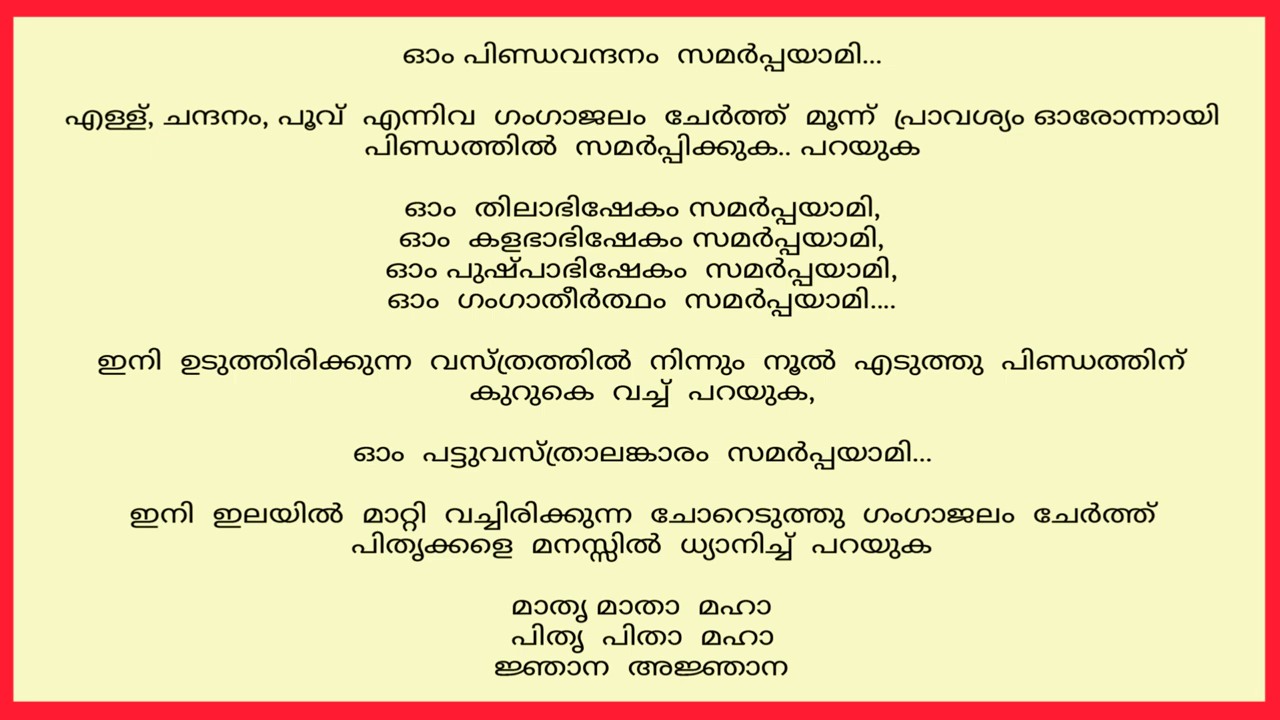 ഓം പിണ്ഡവന്ദനം സമർപ്പയാമി...
എള്ള്, ചന്ദനം, പൂവ് എന്നിവ ഗംഗാജലം ചേർത്ത് മൂന്ന് പ്രാവശ്യം ഓരോന്നായി
പിണ്ഡത്തിൽ സമർപ്പിക്കുക.. പറയുക
ഓം തിലാഭിഷേകം സമർപ്പയാമി,
ഓം കളഭാഭിഷേകം സമർപ്പയാമി,
ഓം പുഷ്പാഭിഷേകം സമർപ്പയാമി,
ഓം ഗംഗാതീർത്ഥം സമർപ്പയാമി....
ഇനി ഉടുത്തിരിക്കുന്ന വസ്ത്രത്തിൽ നിന്നും നൂൽ എടുത്തു പിണ്ഡത്തിന്
കുറുകെ വച്ച് പറയുക,
ഓം പട്ടുവസ്ത്രാലങ്കാരം സമർപ്പയാമി...
ഇനി ഇലയിൽ മാറ്റി വച്ചിരിക്കുന്ന ചോറെടുത്തു ഗംഗാജലം ചേർത്ത്
പിതൃക്കളെ മനസ്സിൽ ധ്യാനിച്ച് പറയുക
മാതൃ മാതാ മഹാ
പിതൃ പിതാ മഹാ
ജ്ഞാന അജ്ഞാന